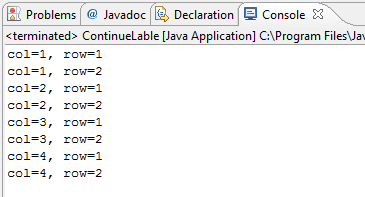 Problems @ Javadoc Declaration Console
<terminated> ContinueLable [Java Application] C:\Program Files\Jav
col=1, row=1
col=1, row=2
col=2, row=1
col=2, row=2
col=3, row=1
col=3, row=2
col=4, row=1
col=4, row=2